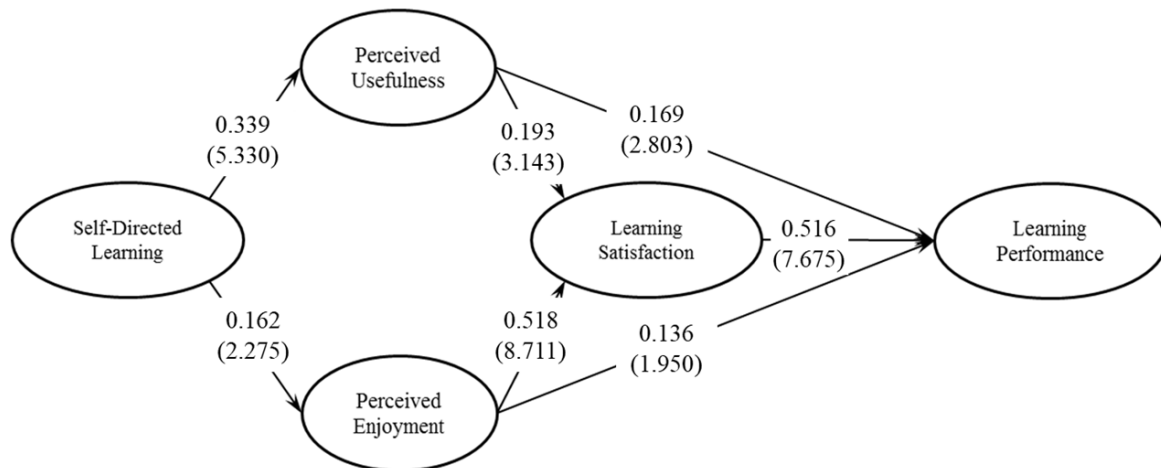 Perceived
Usefulness
0.339
(5.330)
0.193
(3.143)
0.169
(2.803)
Self-Directed
Learning
Learning
Satisfaction
0.516
(7.675)
Learning
Performance
0.162
(2.275)
0.518
(8.711)
0.136
(1.950)
Perceived
Enjoyment